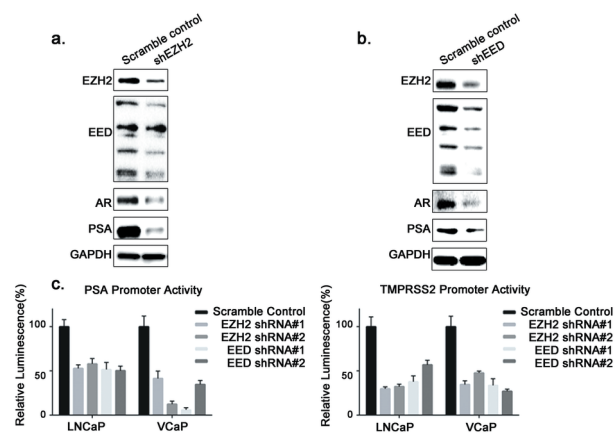 a.
Scramble control
shEZH2
EZH2
EED
AR
PSA
GAPDH
b.
Scramble control
shEED
EZH2
EED
AR
PSA
GAPDH
c.
PSA Promoter Activity
Relative Luminescence(%)
100
50
0
LNCaP
VCaP
Scramble Control
EZH2 shRNA#1
EZH2 shRNA#2
EED shRNA#1
EED shRNA#2
TMPRSS2 Promoter Activity
Relative Luminescence(%)
100
50
0
LNCaP
VCaP
Scramble Control
EZH2 shRNA#1
EZH2 shRNA#2
EED shRNA#1
EED shRNA#2